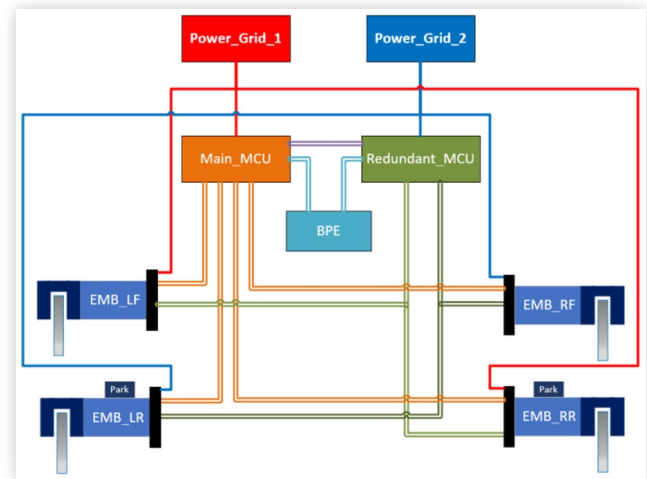 Power_Grid_1
Power_Grid_2
Main_MCU
Redundant_MCU
BPE
EMB_LF
EMB_RF
Park
Park
EMB_LR
EMB_RR